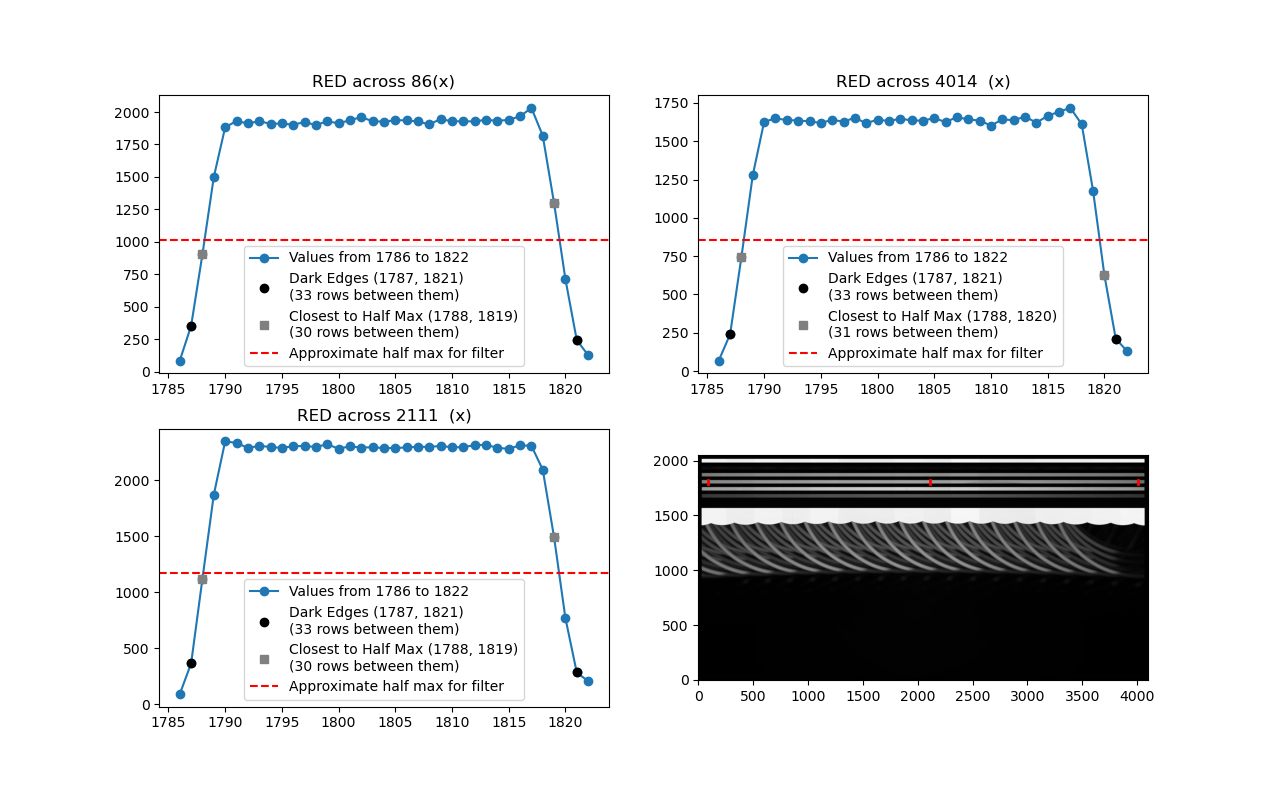 RED across 86(x)
2000
1750
1500
1250
1000
750
500
250
0
Values from 1786 to 1822
Dark Edges (1787, 1821)
(33 rows between them)
Closest to Half Max (1788, 1819)
(30 rows between them)
Approximate half max for filter
1785 1790 1795 1800 1805 1810 1815 1820
RED across 4014  (x)
1750
1500
1250
1000
750
500
250
0
Values from 1786 to 1822
Dark Edges (1787, 1821)
(33 rows between them)
Closest to Half Max (1788, 1820)
(31 rows between them)
Approximate half max for filter
1785 1790 1795 1800 1805 1810 1815 1820
RED across 2111  (x)
2000
1500
1000
500
0
Values from 1786 to 1822
Dark Edges (1787, 1821)
(33 rows between them)
Closest to Half Max (1788, 1819)
(30 rows between them)
Approximate half max for filter
1785 1790 1795 1800 1805 1810 1815 1820
2000
1500
1000
500
0
0 500 1000 1500 2000 2500 3000 3500 4000